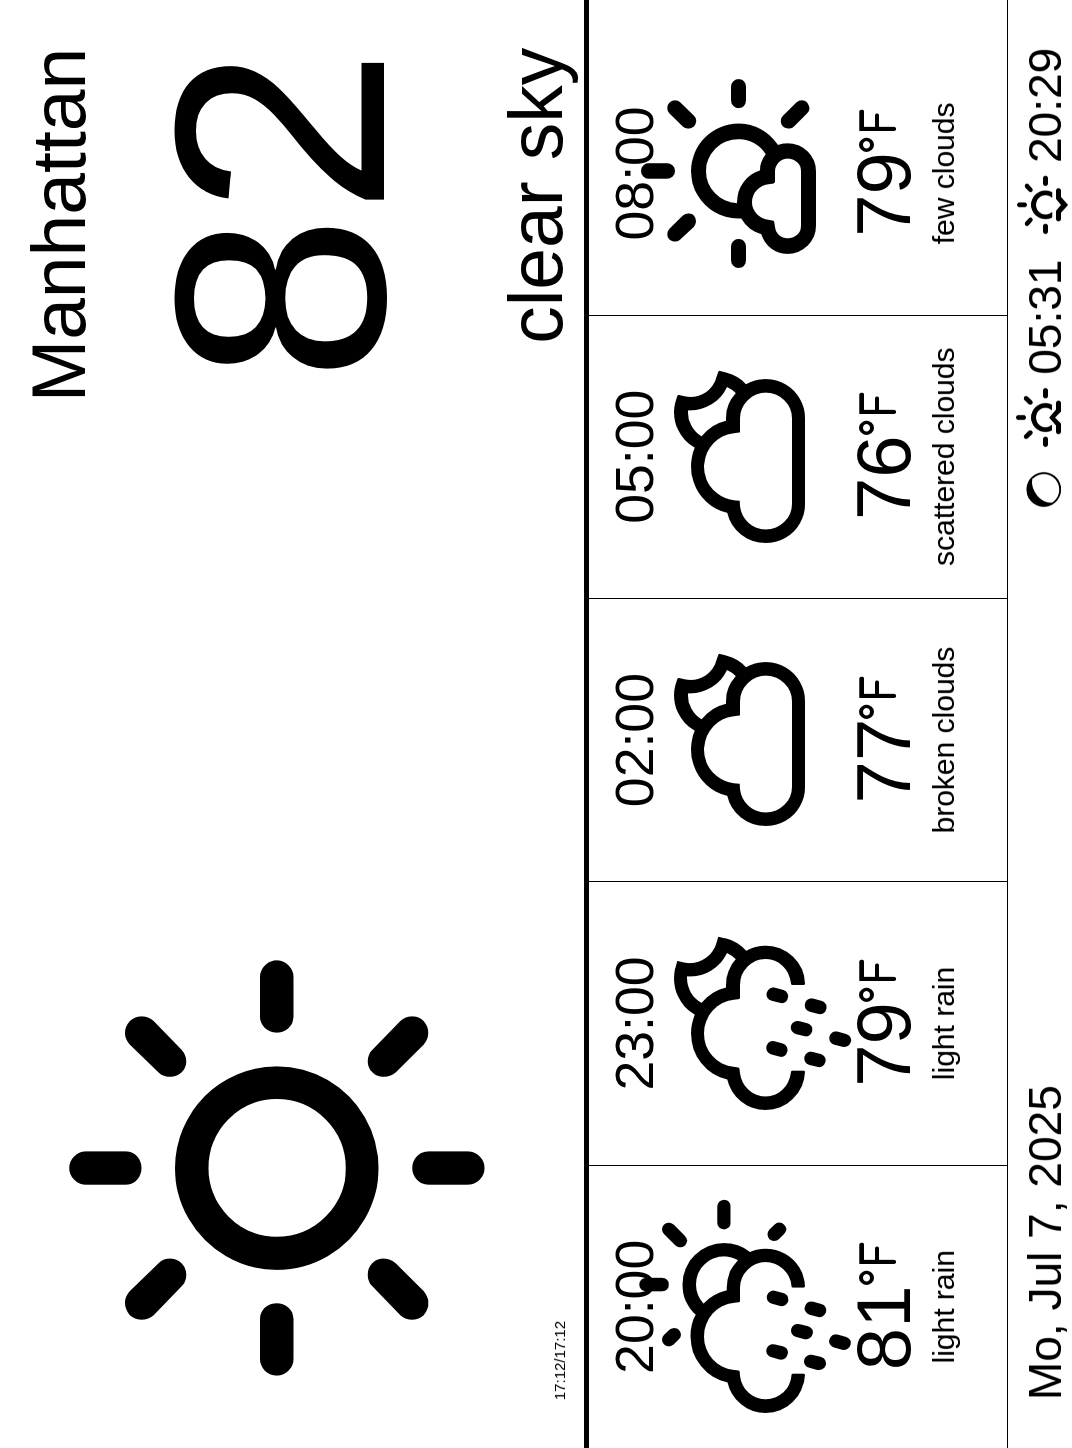 Manhattan
82
clear sky
17:12/17:12
20:00
81°F
light rain
23:00
79°F
light rain
02:00
77°F
broken clouds
05:00
76°F
scattered clouds
08:00
79°F
few clouds
Mo, Jul 7, 2025
05:31 20:29